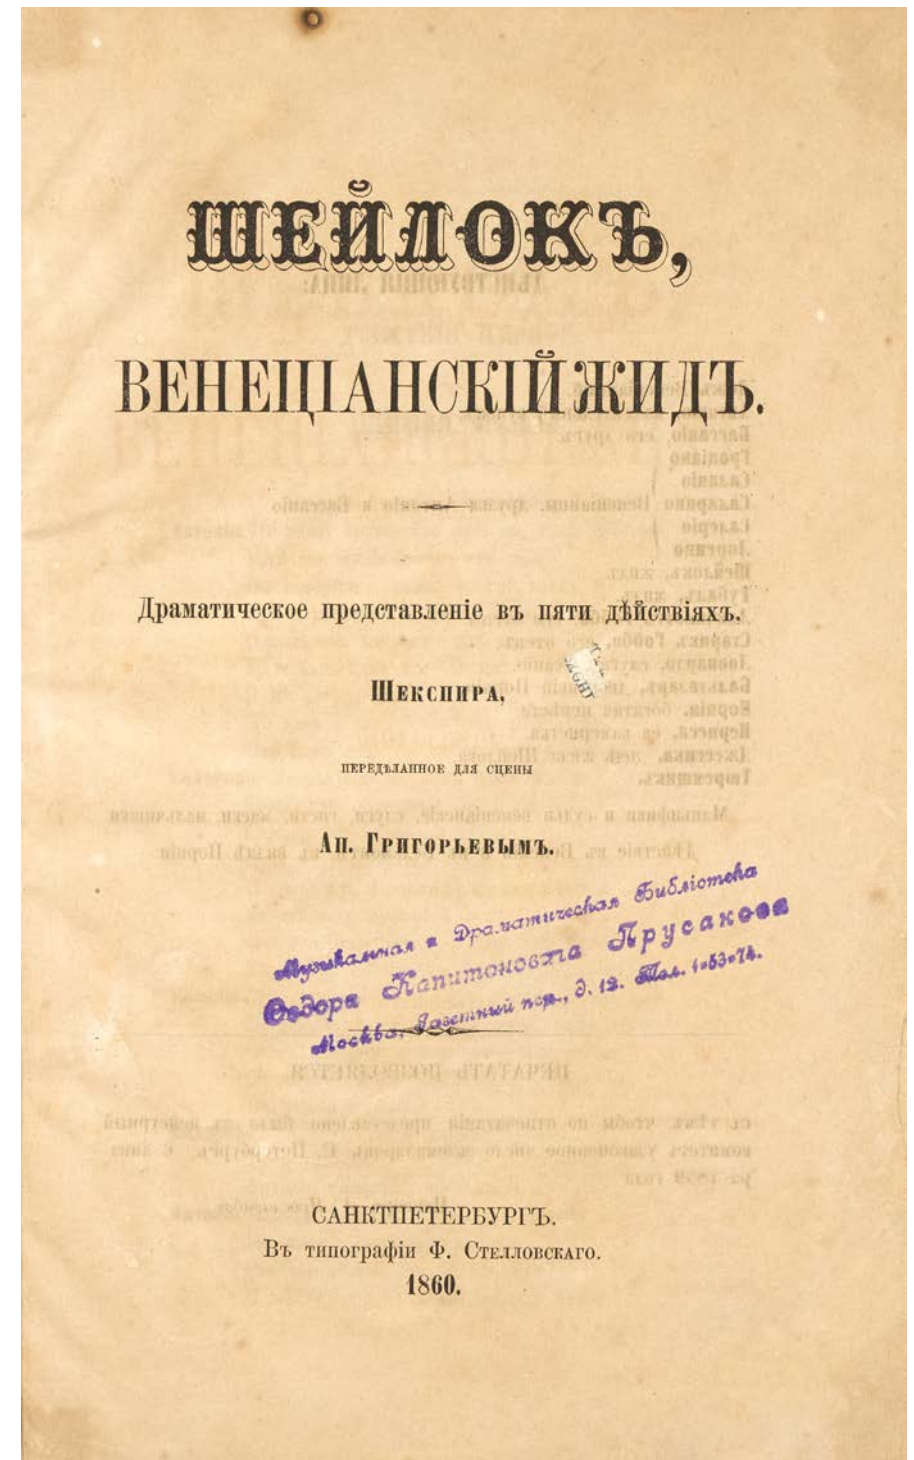 ШЕЙЛОКЪ,
ВЕНЕЦІАНСКІЙ ЖИДЪ.
Драматическое представленіе въ пяти дѣйствіяхъ.
Шекспира,
ПЕРЕДѢЛАННОЕ ДЛЯ СЦЕНЫ
Ап. Григорьевымъ.
Музыкальная и Драматическая Библіотека
Ѳедора Капитоновича Прусакова
Москва, Газетный пер., д. 12. Тел. 1-53-74.
САНКТПЕТЕРБУРГЪ.
Въ типографіи Ф. Стелловскаго.
1860.